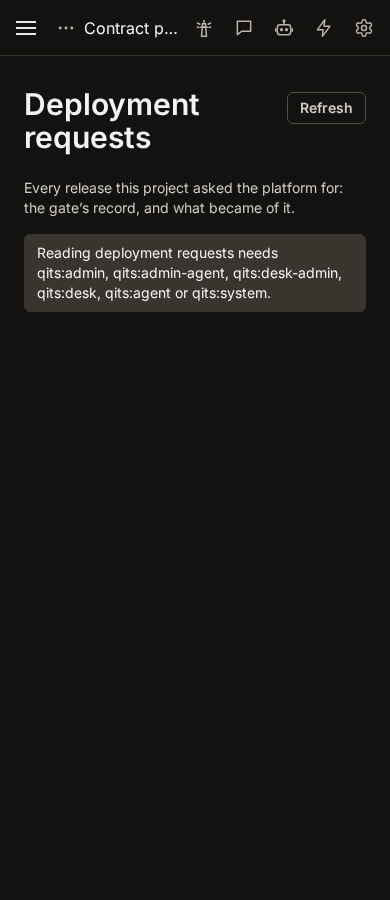 Contract p...
Deployment
requests
Refresh
Every release this project asked the platform for:
the gate’s record, and what became of it.
Reading deployment requests needs
qits:admin, qits:admin-agent, qits:desk-admin,
qits:desk, qits:agent or qits:system.